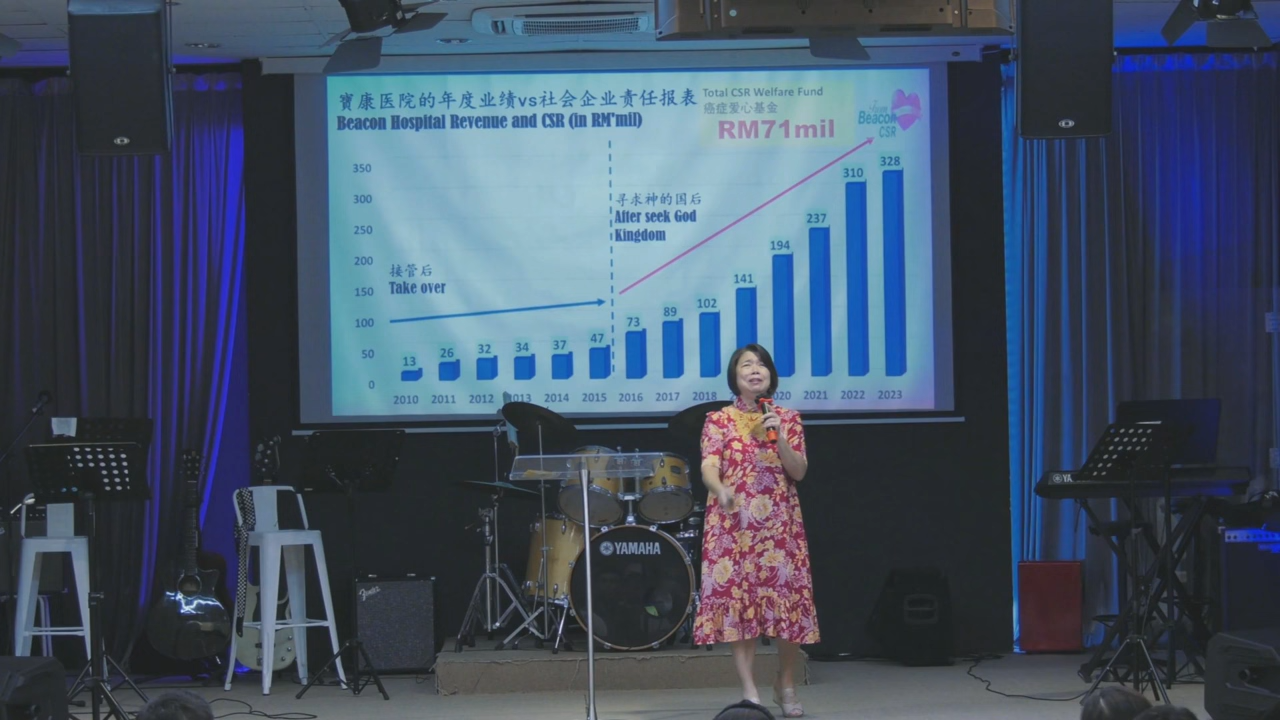 寶康医院的年度业绩vs社会企业责任报表
Beacon Hospital Revenue and CSR (in RM'mil)
Total CSR Welfare Fund
癌症爱心基金
RM71mil
Beacon
CSR
350
300
250
200
150
100
50
0
接管后
Take over
寻求神的国后
After seek God
Kingdom
13 26 32 34 37 47 73 89 102 141 194 237 310 328
2010 2011 2012 2013 2014 2015 2016 2017 2018 2020 2021 2022 2023
YAMAHA
Fender
YA